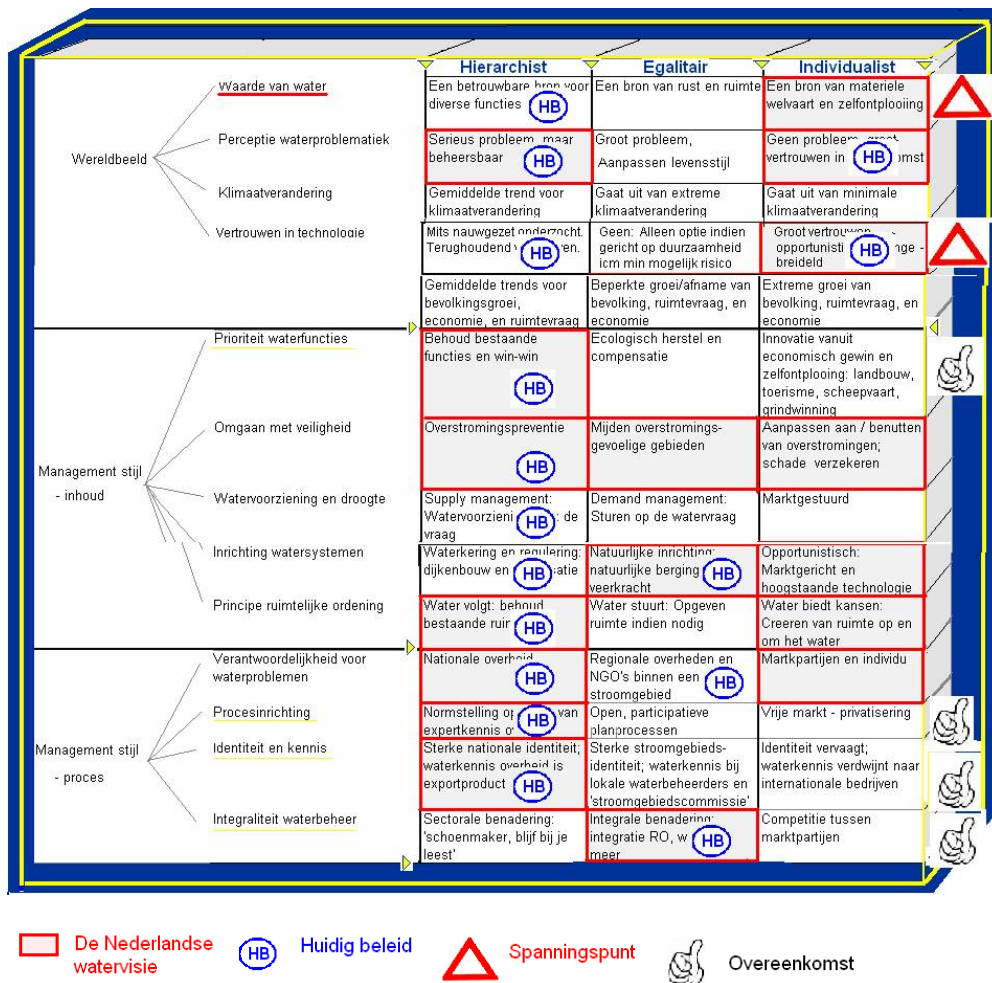 Hierarchist Egalitair Individualist
Waarde van water
Een betrouwbare bron voor
diverse functies
HB
Een bron van rust en ruimte
Een bron van materiele
welvaart en zelfontplooiing
Perceptie waterproblematiek
Wereldbeeld
Serieus probleem, maar
beheersbaar
HB
Groot probleem,
Aanpassen levensstijl
Geen probleem, groot
vertrouwen in
HB
omst
Klimaatverandering
Gemiddelde trend voor
klimaatverandering
Gaat uit van extreme
klimaatverandering
Gaat uit van minimale
klimaatverandering
Vertrouwen in technologie
Mits nauwgezet onderzocht.
Terughoudend
HB
Geen: Alleen optie indien
gericht op duurzaamheid
icm min mogelijk risico
Groot vertrouwen
opportunisti
HB
nge -
breideld
Gemiddelde trends voor
bevolkingsgroei,
economie, en ruimtevraag
Beperkte groei/afname van
bevolking, ruimtevraag, en
economie
Extreme groei van
bevolking, ruimtevraag, en
economie
Prioriteit waterfuncties
Behoud bestaande
functies en win-win
HB
Ecologisch herstel en
compensatie
Innovatie vanuit
economisch gewin en
zelfontplooing: landbouw,
toerisme, scheepvaart,
grindwinning
Omgaan met veiligheid
Overstromingspreventie
HB
Mijden overstromings-
gevoelige gebieden
Aanpassen aan / benutten
van overstromingen;
schade verzekeren
Management stijl
- inhoud
Watervoorziening en droogte
Supply management:
Watervoorzieni
HB
: de
vraag
Demand management:
Sturen op de watervraag
Marktgestuurd
Inrichting watersystemen
Waterkering en regulering:
dijkenbouw en
HB
satie
Natuurlijke inrichting:
natuurlijke berging
HB
veerkracht
Opportunistisch:
Marktgericht en
hoogstaande technologie
Principe ruimtelijke ordening
Water volgt: behoud
bestaande rui
HB
Water stuurt: Opgeven
ruimte indien nodig
Water biedt kansen:
Creeren van ruimte op en
om het water
Verantwoordelijkheid voor
waterproblemen
Nationale overheid
HB
Regionale overheden en
NGO's binnen een
stroomgebied
HB
Martkpartijen en individu
Procesinrichting
Normstelling op
HB
van
expertkennis o
Open, participatieve
planprocessen
Vrije markt - privatisering
Management stijl
- proces
Identiteit en kennis
Sterke nationale identiteit;
waterkennis overheid is
exportproduct
HB
Sterke stroomgebieds-
identiteit; waterkennis bij
lokale waterbeheerders en
'stroomgebiedscommissie'
Identiteit vervaagt;
waterkennis verdwijnt naar
internationale bedrijven
Integraliteit waterbeheer
Sectorale benadering:
'schoenmaker, blijf bij je
leest'
Integrale benadering:
integratie RO, w
HB
meer
Competitie tussen
marktpartijen
De Nederlandse
watervisie
HB
Huidig beleid
Spanningspunt
Overeenkomst